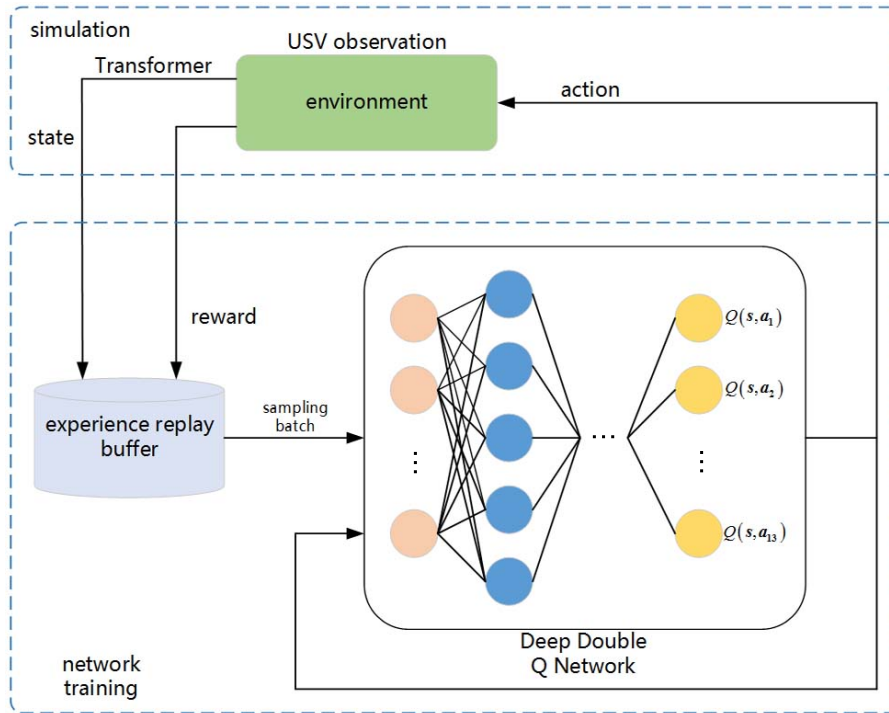 simulation
USV observation
Transformer
environment
action
state
reward
experience replay
buffer
sampling
batch
...
Q(s,a₁)
Q(s,a₂)
Q(s,a₁₃)
Deep Double
Q Network
network
training